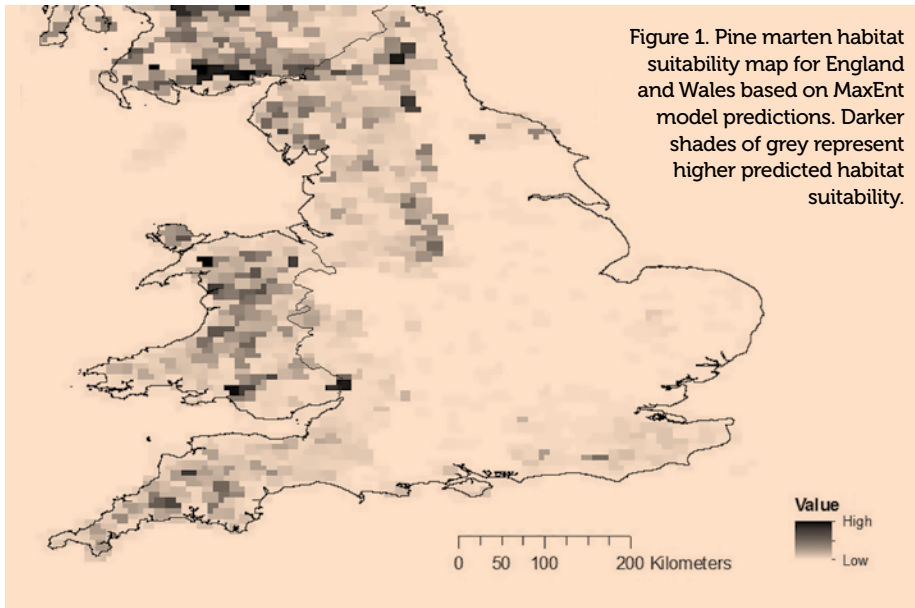 Figure 1. Pine marten habitat
suitability map for England
and Wales based on MaxEnt
model predictions. Darker
shades of grey represent
higher predicted habitat
suitability.
Value
High
Low
0 50 100 200 Kilometers